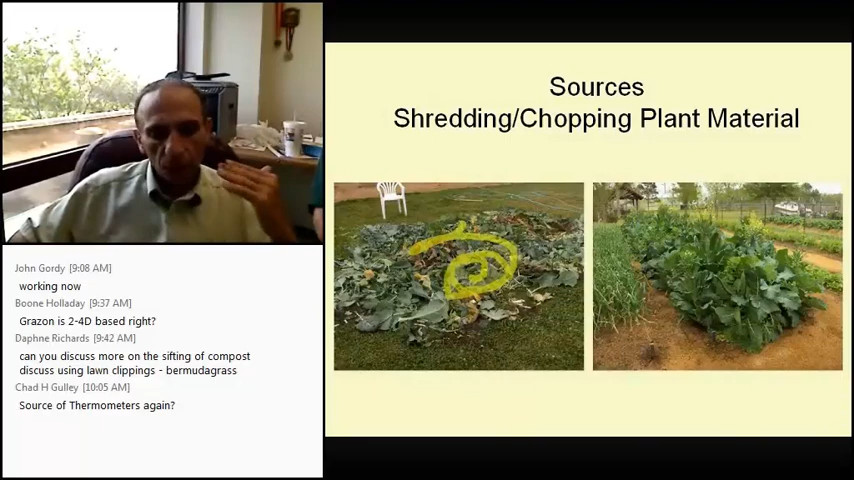 Sources
Shredding/Chopping Plant Material
John Gordy [9:08 AM]
working now
Boone Holladay [9:37 AM]
Grazon is 2-4D based right?
Daphne Richards [9:42 AM]
can you discuss more on the sifting of compost
discuss using lawn clippings - bermudagrass
Chad H Gulley [10:05 AM]
Source of Thermometers again?